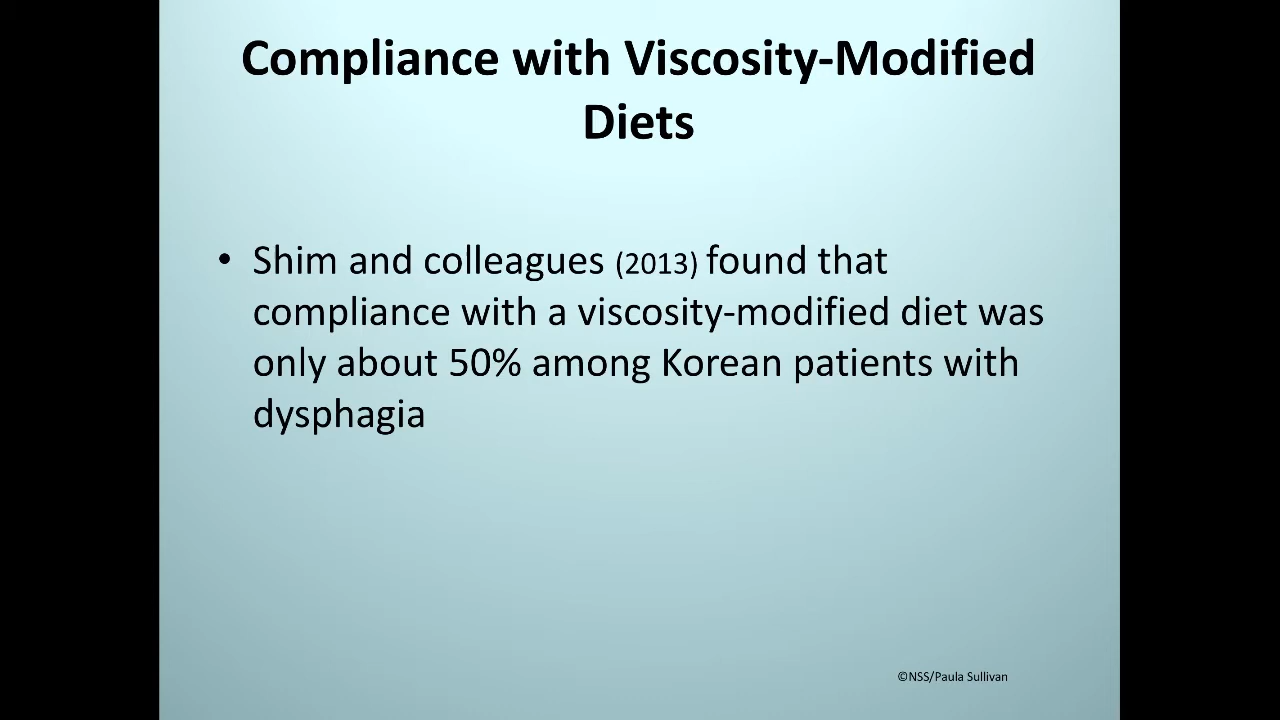 Compliance with Viscosity-Modified
Diets
• Shim and colleagues (2013) found that
compliance with a viscosity-modified diet was
only about 50% among Korean patients with
dysphagia
©NSS/Paula Sullivan